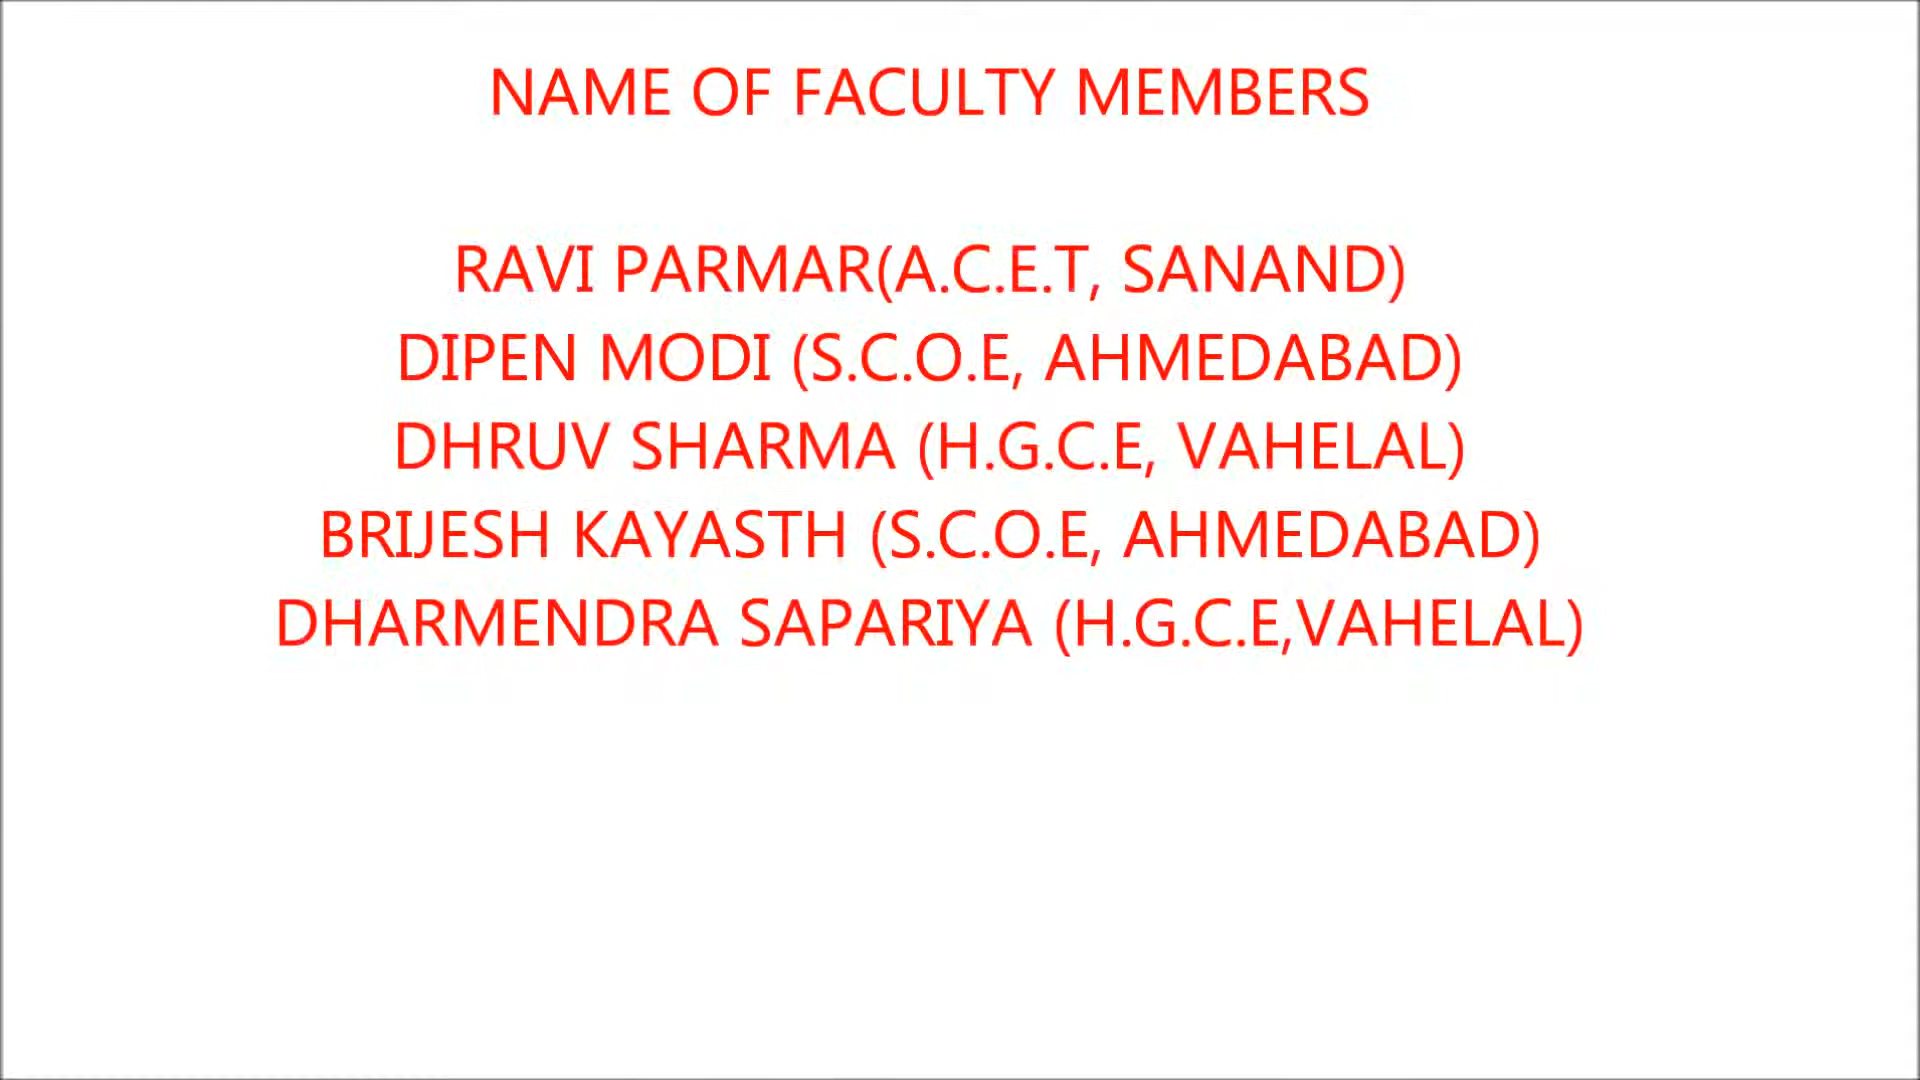 NAME OF FACULTY MEMBERS
RAVI PARMAR(A.C.E.T, SANAND)
DIPEN MODI (S.C.O.E, AHMEDABAD)
DHRUV SHARMA (H.G.C.E, VAHELAL)
BRIJESH KAYASTH (S.C.O.E, AHMEDABAD)
DHARMENDRA SAPARIYA (H.G.C.E,VAHELAL)